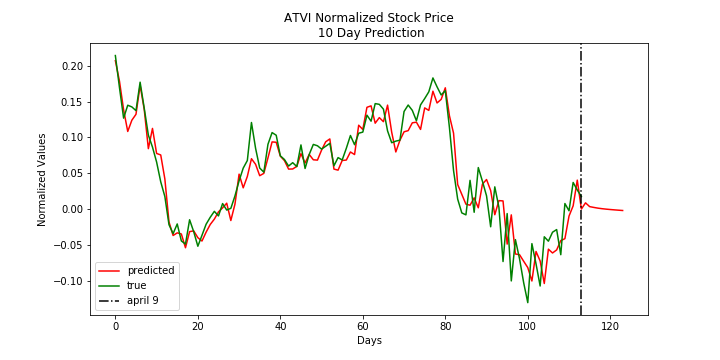 ATVI Normalized Stock Price
10 Day Prediction
Normalized Values
0.20
0.15
0.10
0.05
0.00
−0.05
−0.10
predicted
true
april 9
0 20 40 60 80 100 120
Days